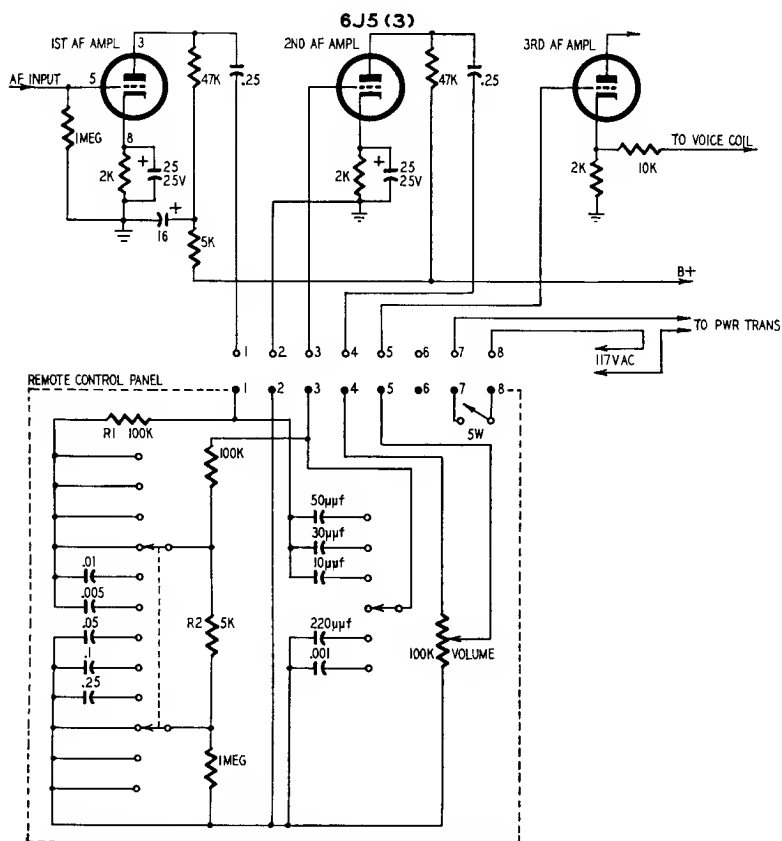 6J5 (3)
1ST AF AMPL
3
2ND AF AMPL
3RD AF AMPL
AF INPUT
5
47K
.25
47K
.25
1MEG
8
2K
+
25
25V
2K
+
25
25V
2K
10K
TO VOICE COIL
16
+
5K
B+
TO PWR TRANS
117VAC
1 2 3 4 5 6 7 8
REMOTE CONTROL PANEL
1 2 3 4 5 6 7 8
SW
R1 100K
100K
50µµf
30µµf
10µµf
.01
.005
.05
R2 5K
220µµf
.1
.001
100K VOLUME
.25
1MEG